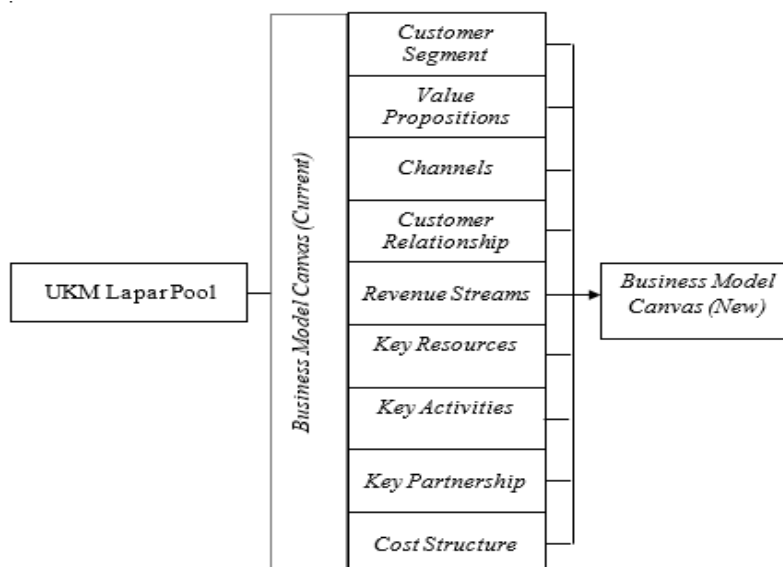 UKM Lapar Pool
Business Model Canvas (Current)
Customer
Segment
Value
Propositions
Channels
Customer
Relationship
Revenue Streams
Key Resources
Key Activities
Key Partnership
Cost Structure
Business Model
Canvas (New)